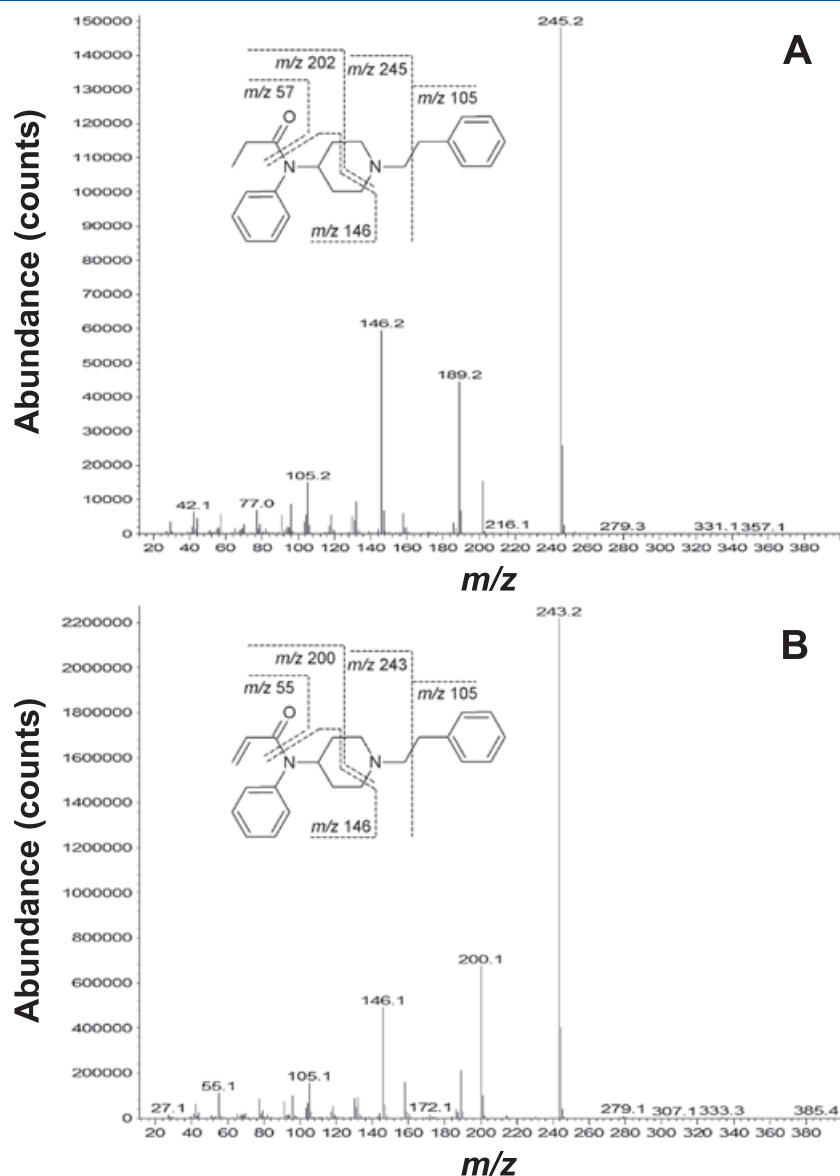 A
Abundance (counts)
150000
140000
130000
120000
110000
100000
90000
80000
70000
60000
50000
40000
30000
20000
10000
0
245.2
m/z 202
m/z 245
m/z 57
m/z 105
O
N
N
m/z 146
146.2
189.2
105.2
42.1
77.0
216.1
279.3
331.1
357.1
20 40 60 80 100 120 140 160 180 200 220 240 260 280 300 320 340 360 380
m/z
B
Abundance (counts)
2200000
2000000
1800000
1600000
1400000
1200000
1000000
800000
600000
400000
200000
0
243.2
m/z 200
m/z 243
m/z 55
m/z 105
O
N
N
m/z 146
200.1
146.1
105.1
55.1
27.1
172.1
279.1
307.1
333.3
385.4
20 40 60 80 100 120 140 160 180 200 220 240 260 280 300 320 340 360 380
m/z